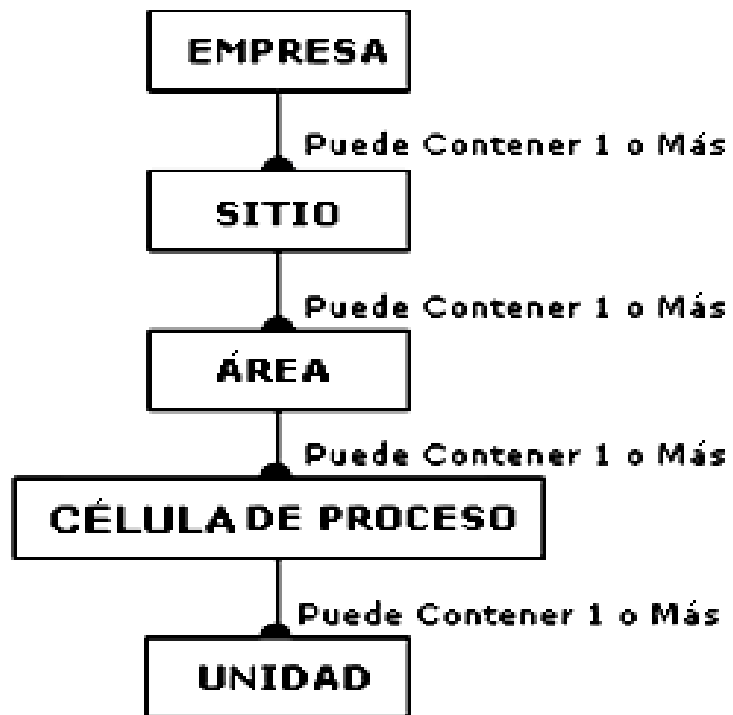 EMPRESA
Puede Contener 1 o Más
SITIO
Puede Contener 1 o Más
ÁREA
Puede Contener 1 o Más
CÉLULA DE PROCESO
Puede Contener 1 o Más
UNIDAD